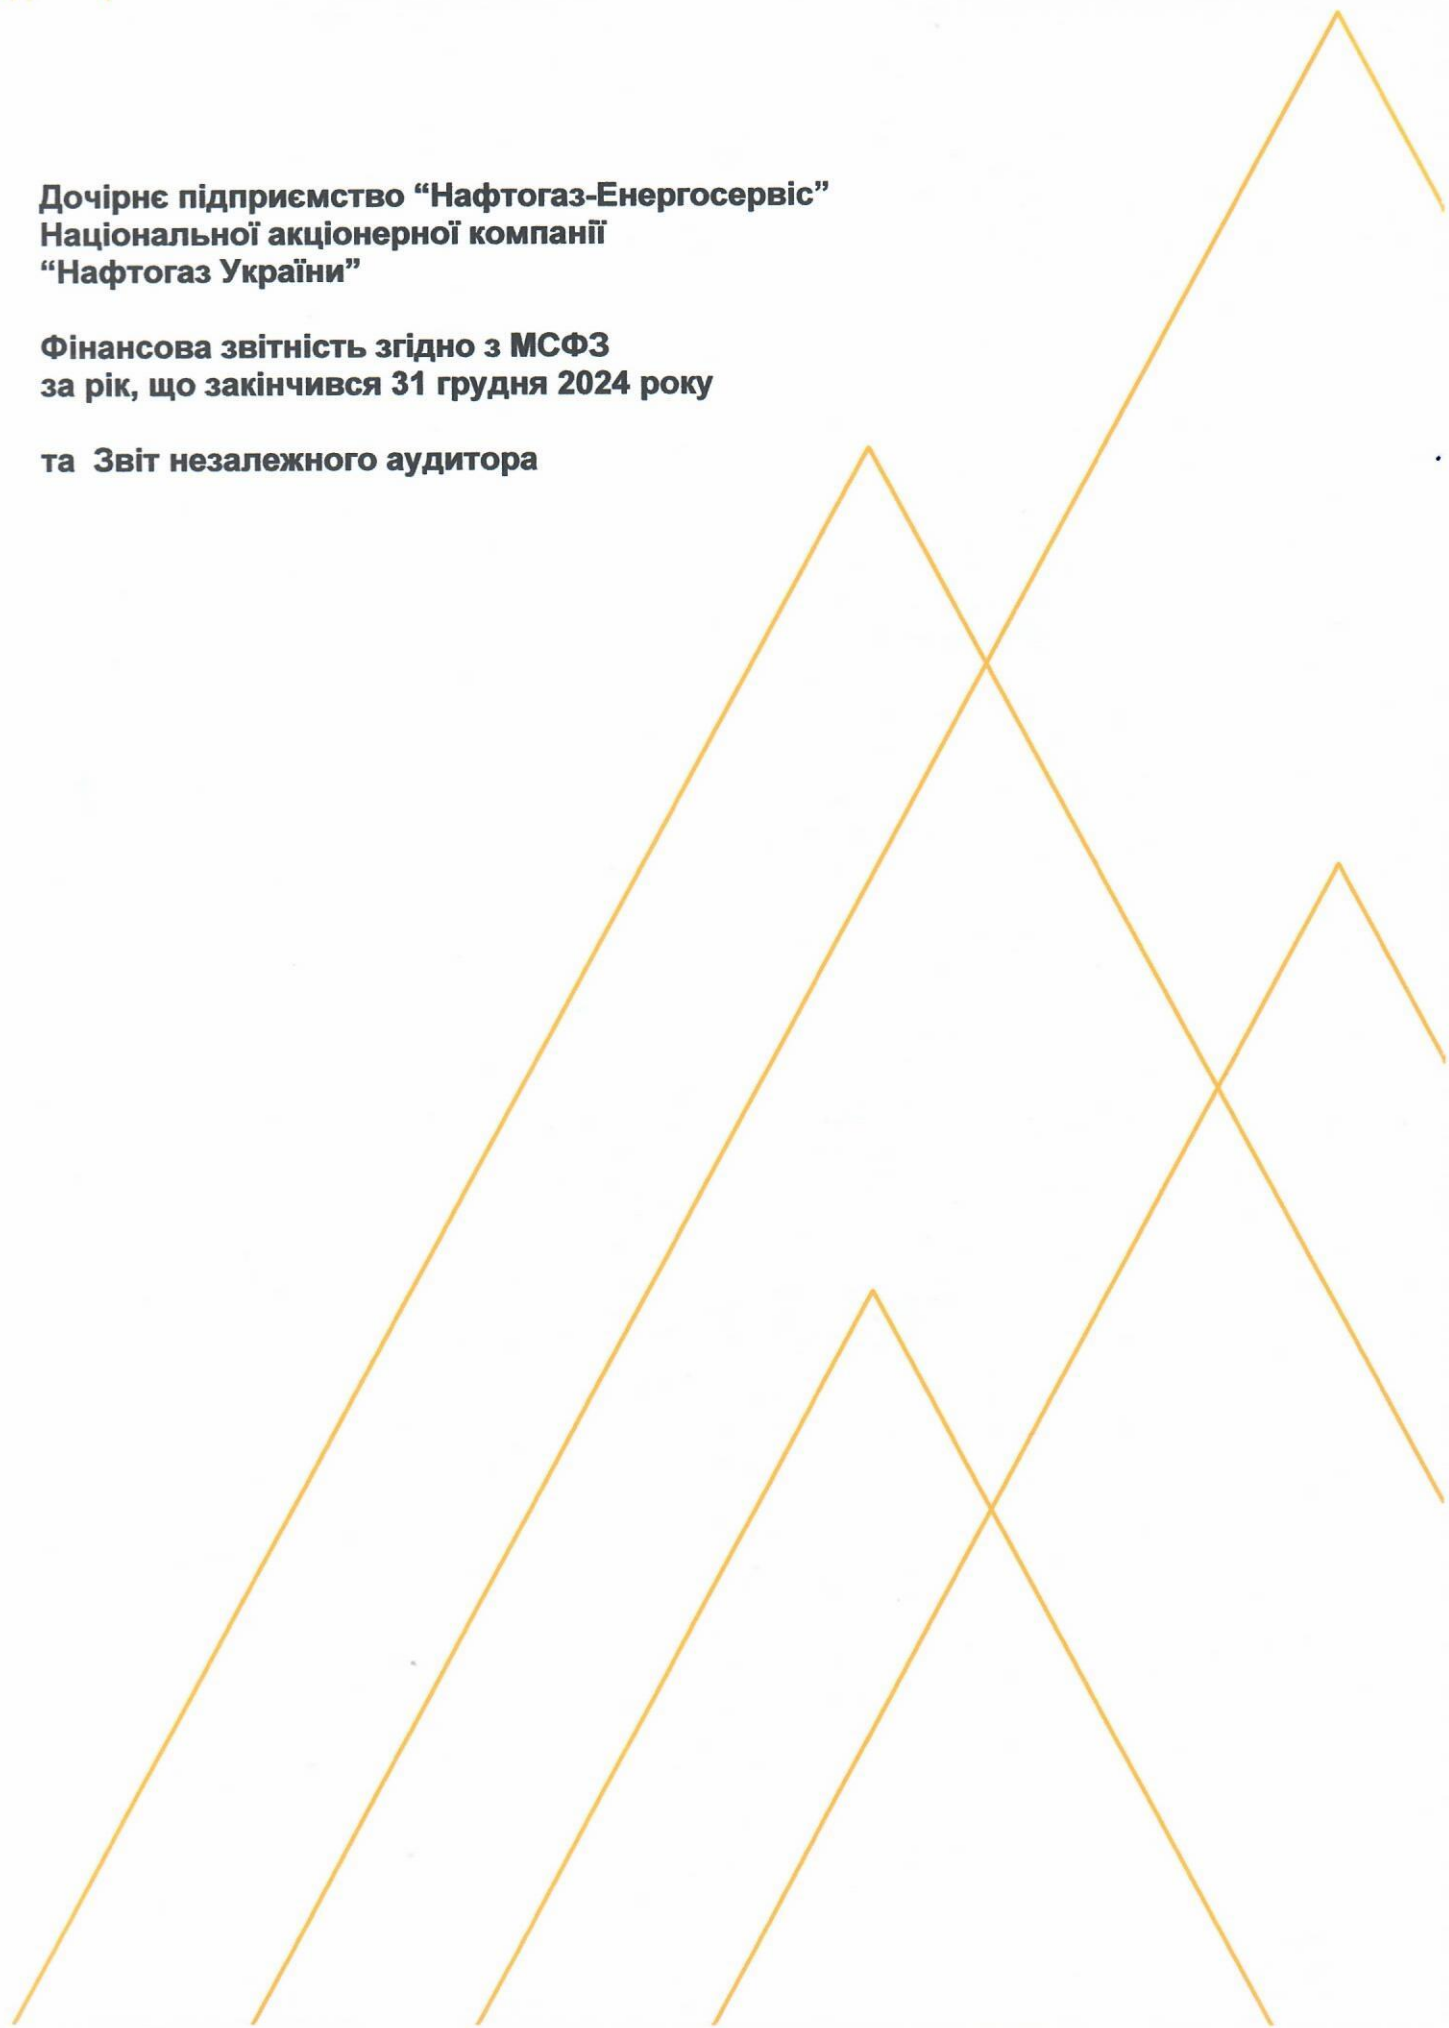 Дочірнє підприємство “Нафтогаз-Енергосервіс”
Національної акціонерної компанії
“Нафтогаз України”
Фінансова звітність згідно з МСФЗ
за рік, що закінчився 31 грудня 2024 року
та Звіт незалежного аудитора